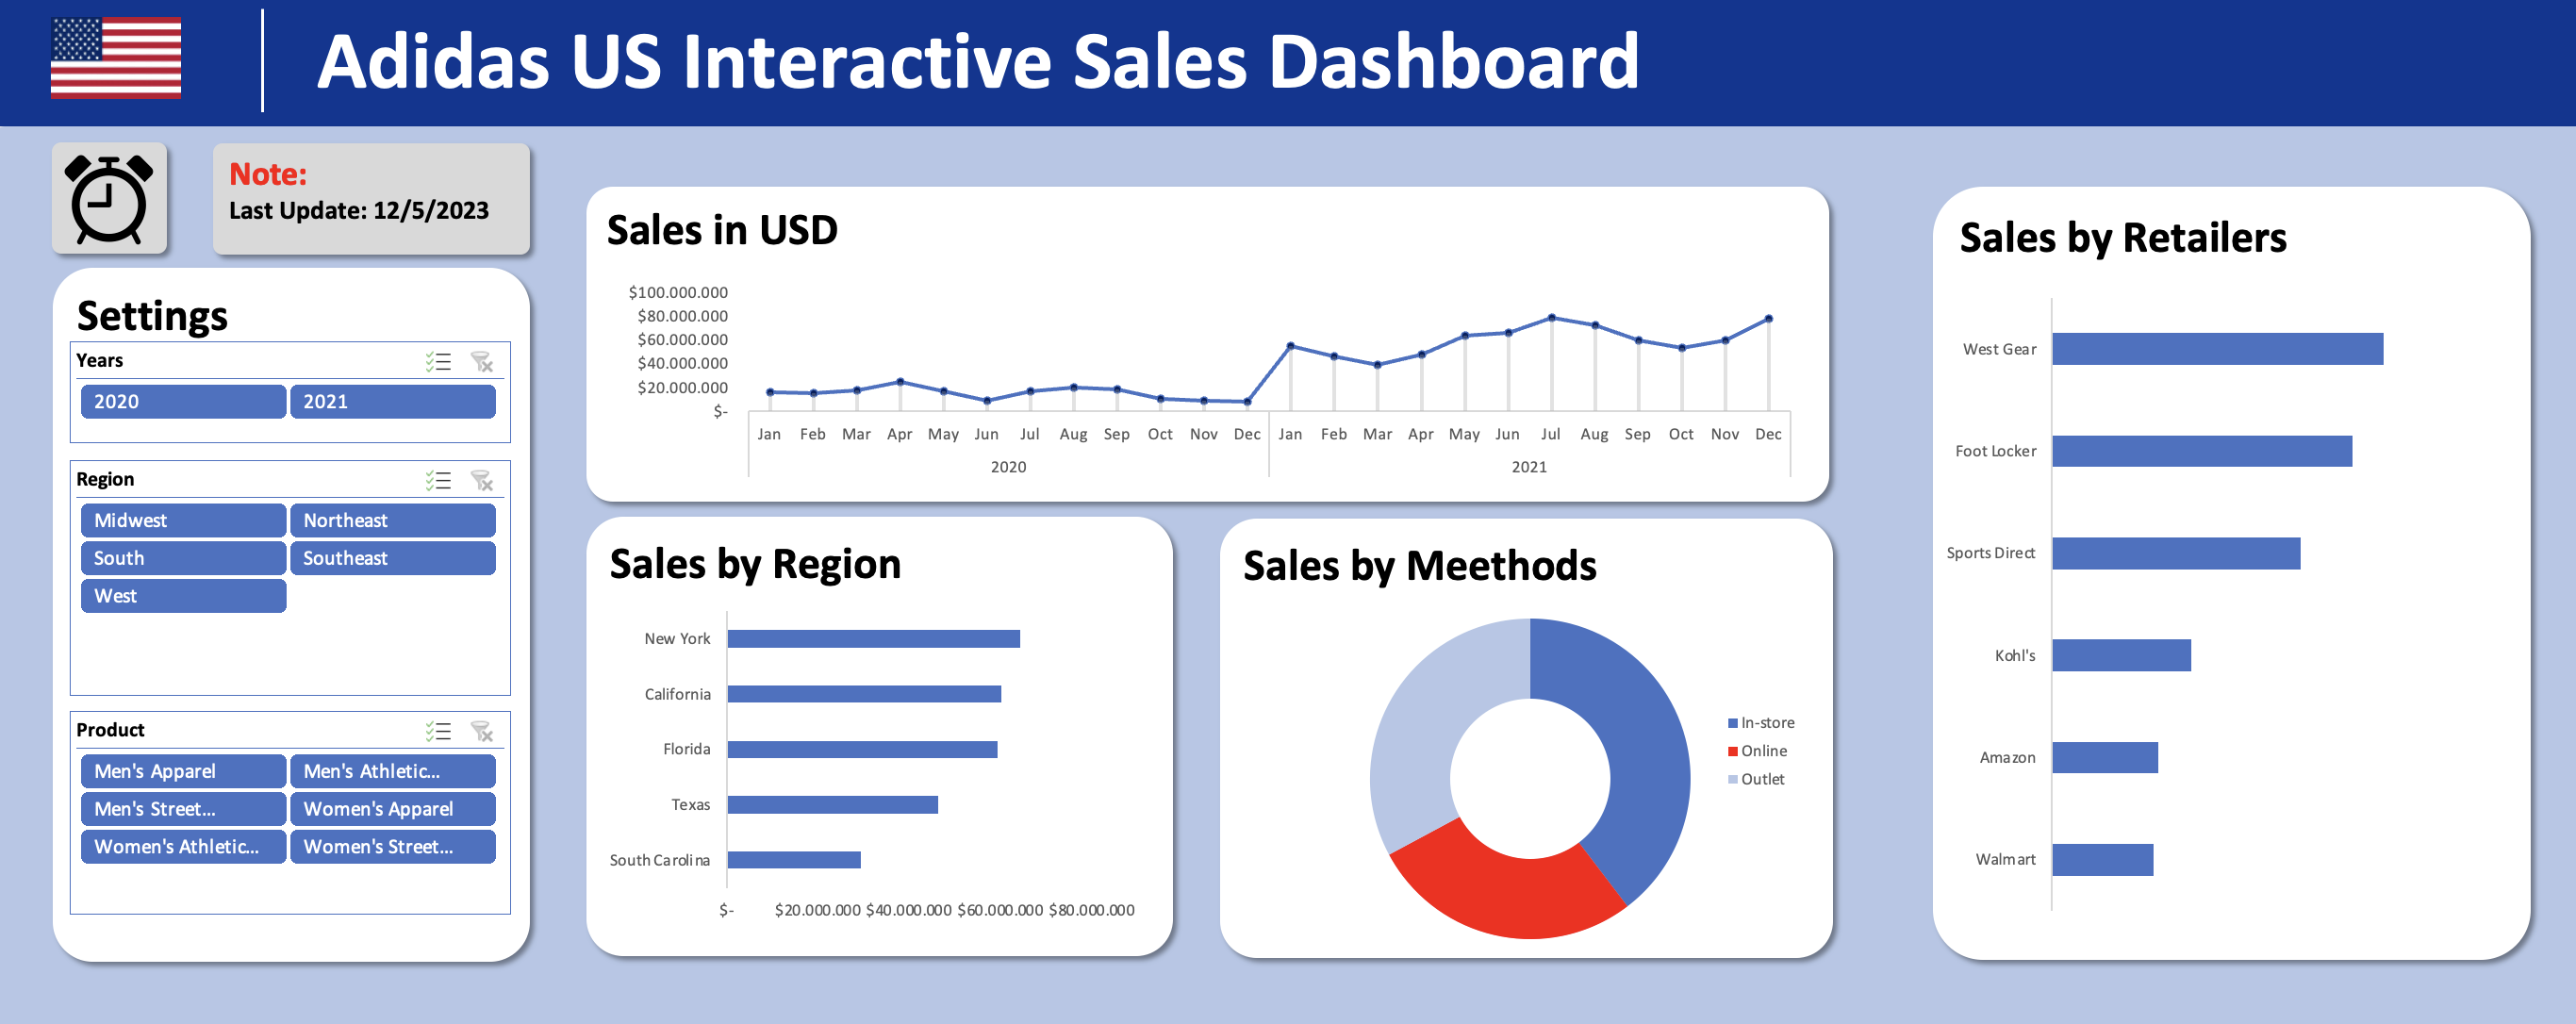 Adidas US Interactive Sales Dashboard
Note:
Last Update: 12/5/2023
Settings
Years
2020 2021
Region
Midwest Northeast
South Southeast
West
Product
Men's Apparel Men's Athletic...
Men's Street... Women's Apparel
Women's Athletic... Women's Street...
Sales in USD
$100.000.000
$80.000.000
$60.000.000
$40.000.000
$20.000.000
$-
Jan Feb Mar Apr May Jun Jul Aug Sep Oct Nov Dec Jan Feb Mar Apr May Jun Jul Aug Sep Oct Nov Dec
2020 2021
Sales by Region
New York
California
Florida
Texas
South Carolina
$- $20.000.000 $40.000.000 $60.000.000 $80.000.000
Sales by Meethods
In-store
Online
Outlet
Sales by Retailers
West Gear
Foot Locker
Sports Direct
Kohl's
Amazon
Walmart